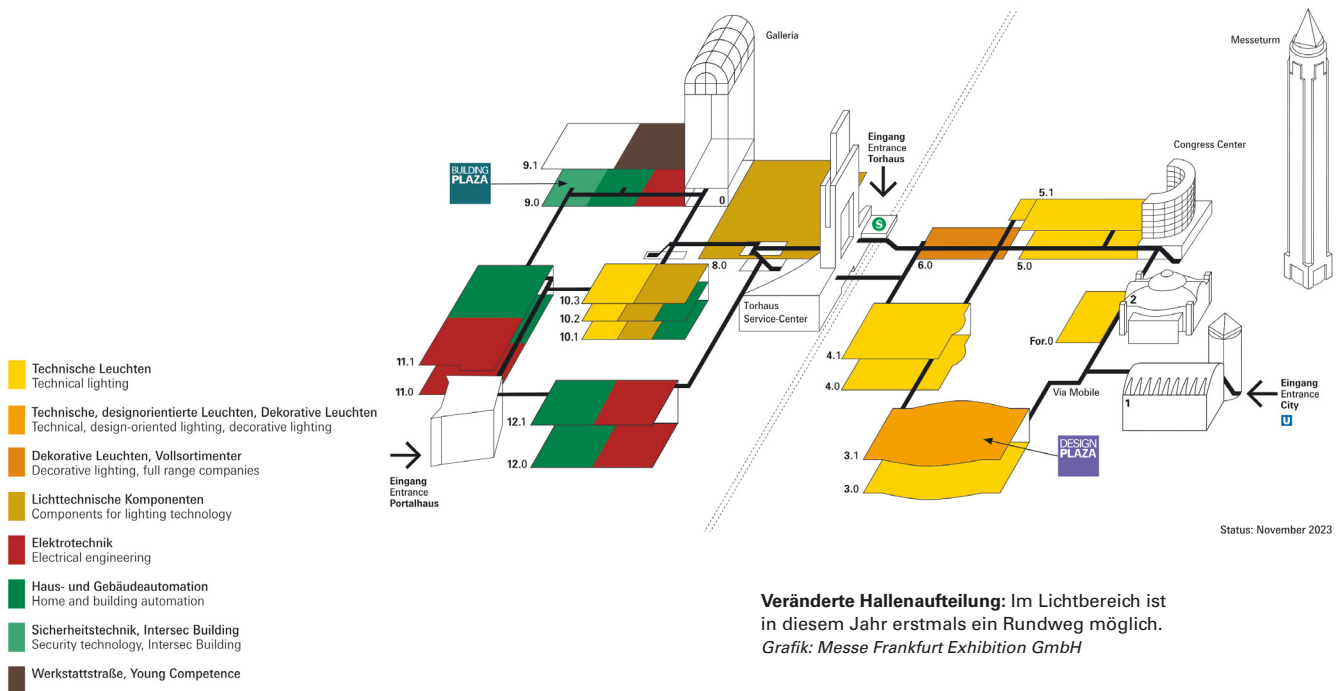 Galleria
Messeturm
Eingang
Entrance
Torhaus
Congress Center
BUILDING
PLAZA
9.1
9.0
0
S
5.1
5.0
6.0
8.0
10.3
10.2
10.1
Torhaus
Service-Center
2
For.0
11.1
11.0
4.1
4.0
Via Mobile
1
Eingang
Entrance
City
U
12.1
12.0
3.1
3.0
DESIGN
PLAZA
Eingang
Entrance
Portalhaus
Status: November 2023
Technische Leuchten
Technical lighting
Technische, designorientierte Leuchten, Dekorative Leuchten
Technical, design-oriented lighting, decorative lighting
Dekorative Leuchten, Vollsortimenter
Decorative lighting, full range companies
Lichttechnische Komponenten
Components for lighting technology
Elektrotechnik
Electrical engineering
Haus- und Gebäudeautomation
Home and building automation
Sicherheitstechnik, Intersec Building
Security technology, Intersec Building
Werkstattstraße, Young Competence
Veränderte Hallenaufteilung: Im Lichtbereich ist
in diesem Jahr erstmals ein Rundweg möglich.
Grafik: Messe Frankfurt Exhibition GmbH